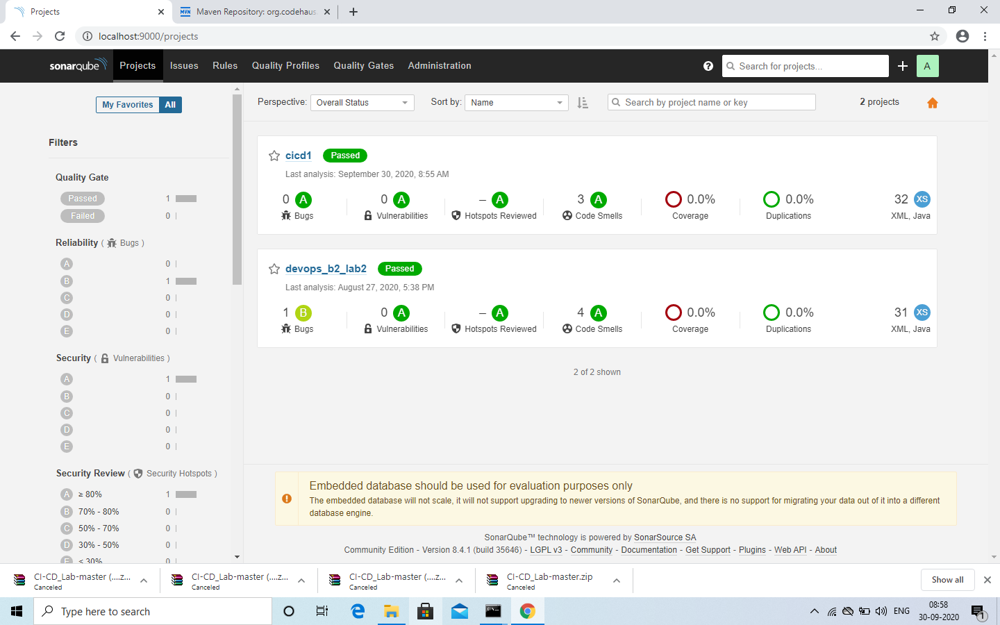 Projects
Maven Repository: org.codehaus
localhost:9000/projects
sonarqube Projects Issues Rules Quality Profiles Quality Gates Administration
? Search for projects... + A
My Favorites All
Perspective: Overall Status Sort by: Name Search by project name or key 2 projects
Filters
Quality Gate
Passed 1
Failed 0
Reliability ( Bugs )
A 0
B 1
C 0
D 0
E 0
Security ( Vulnerabilities )
A 1
B 0
C 0
D 0
E 0
Security Review ( Security Hotspots )
A ≥ 80% 1
B 70% - 80% 0
C 50% - 70% 0
D 30% - 50% 0
E < 30% 0
cicd1 Passed
Last analysis: September 30, 2020, 8:55 AM
0 A 0 A – A 3 A 0.0% 0.0% 32 XS
Bugs Vulnerabilities Hotspots Reviewed Code Smells Coverage Duplications XML, Java
devops_b2_lab2 Passed
Last analysis: August 27, 2020, 5:38 PM
1 B 0 A – A 4 A 0.0% 0.0% 31 XS
Bugs Vulnerabilities Hotspots Reviewed Code Smells Coverage Duplications XML, Java
2 of 2 shown
Embedded database should be used for evaluation purposes only
The embedded database will not scale, it will not support upgrading to newer versions of SonarQube, and there is no support for migrating your data out of it into a different
database engine.
SonarQube™ technology is powered by SonarSource SA
Community Edition - Version 8.4.1 (build 35646) - LGPL v3 - Community - Documentation - Get Support - Plugins - Web API - About
CI-CD_Lab-master (....z...
Canceled
CI-CD_Lab-master (....z...
Canceled
CI-CD_Lab-master (....z...
Canceled
CI-CD_Lab-master.zip
Canceled
Show all
Type here to search
ENG
08:58
30-09-2020
1